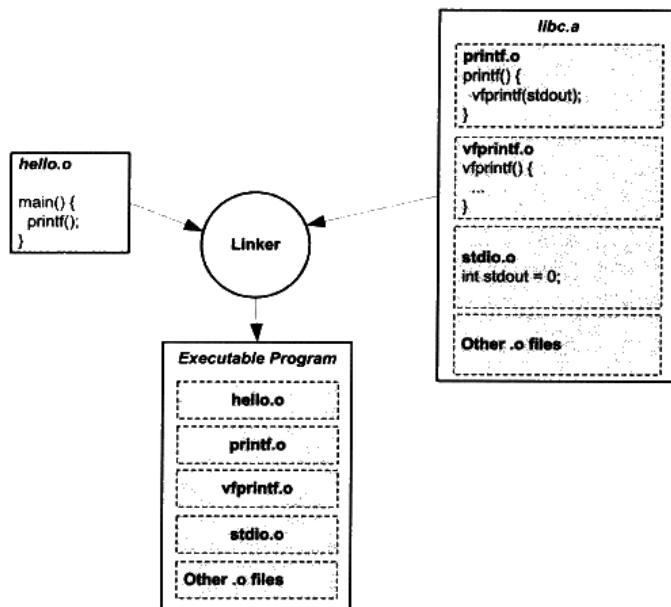 libc.a
printf.o
printf() {
vfprintf(stdout);
}
vfprintf.o
vfprintf() {
...
}
stdio.o
int stdout = 0;
Other .o files
hello.o
main() {
printf();
}
Linker
Executable Program
hello.o
printf.o
vfprintf.o
stdio.o
Other .o files